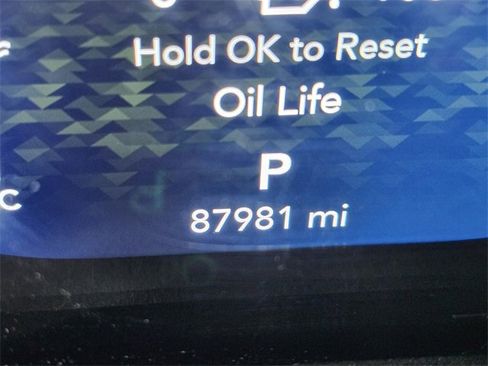 Hold OK to Reset
Oil Life
P
87981 mi